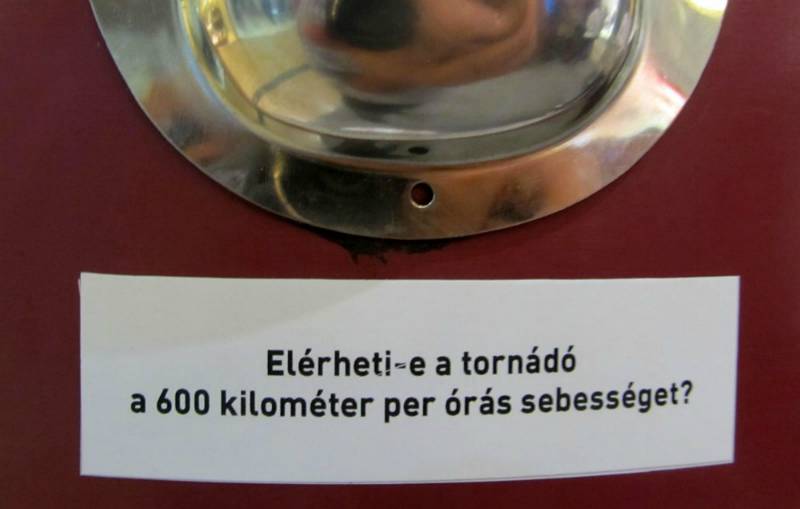 Elérheti-e a tornádó
a 600 kilométer per órás sebességet?